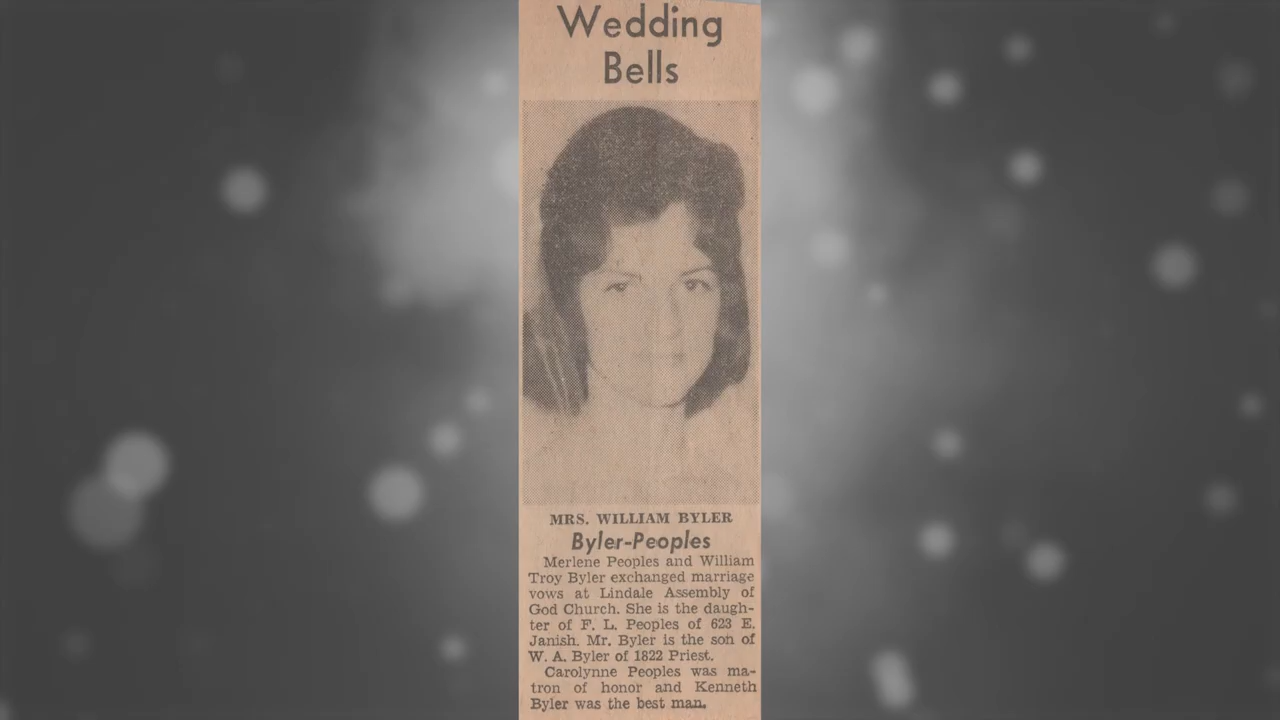 Wedding
Bells
MRS. WILLIAM BYLER
Byler-Peoples
Merlene Peoples and William
Troy Byler exchanged marriage
vows at Lindale Assembly of
God Church. She is the daugh-
ter of F. L. Peoples of 623 E.
Janish. Mr. Byler is the son of
W. A. Byler of 1822 Priest.
Carolynne Peoples was ma-
tron of honor and Kenneth
Byler was the best man.